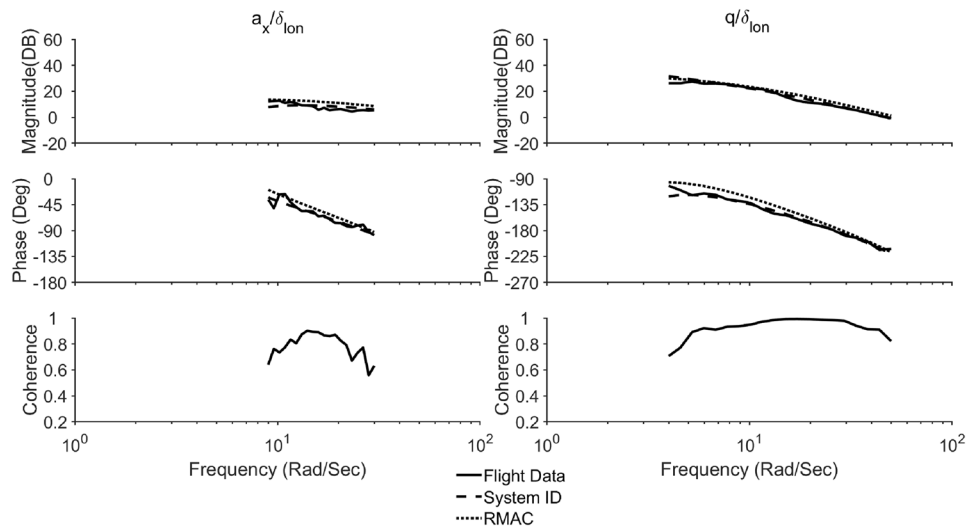 a_x/δ_lon
Magnitude(DB)
60
40
20
0
-20
Phase (Deg)
0
-45
-90
-135
-180
Coherence
1
0.8
0.6
0.4
0.2
10^0
10^1
10^2
Frequency (Rad/Sec)
q/δ_lon
Magnitude(DB)
60
40
20
0
-20
Phase (Deg)
-90
-135
-180
-225
-270
Coherence
1
0.8
0.6
0.4
0.2
10^0
10^1
10^2
Frequency (Rad/Sec)
Flight Data
System ID
RMAC